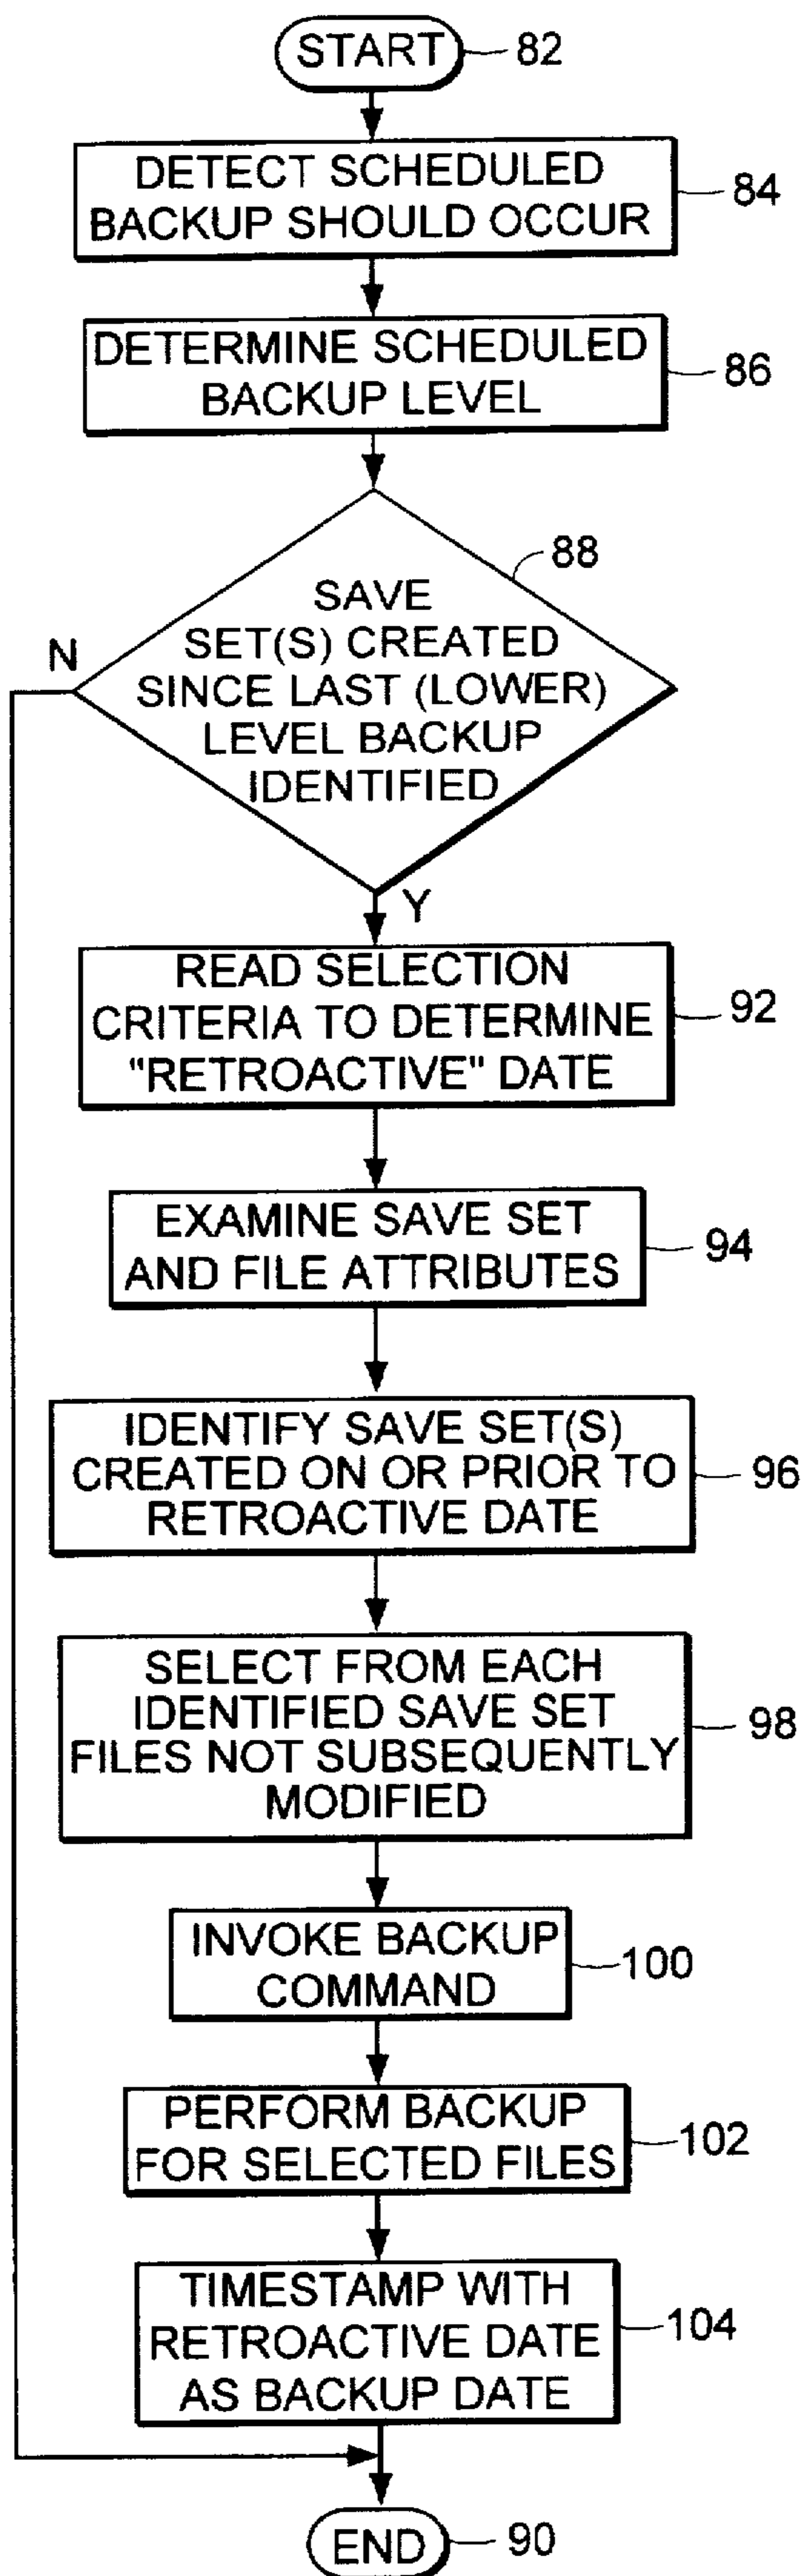 START
82
DETECT SCHEDULED
BACKUP SHOULD OCCUR
84
DETERMINE SCHEDULED
BACKUP LEVEL
86
88
SAVE
SET(S) CREATED
SINCE LAST (LOWER)
LEVEL BACKUP
IDENTIFIED
N
Y
READ SELECTION
CRITERIA TO DETERMINE
"RETROACTIVE" DATE
92
EXAMINE SAVE SET
AND FILE ATTRIBUTES
94
IDENTIFY SAVE SET(S)
CREATED ON OR PRIOR TO
RETROACTIVE DATE
96
SELECT FROM EACH
IDENTIFIED SAVE SET
FILES NOT SUBSEQUENTLY
MODIFIED
98
INVOKE BACKUP
COMMAND
100
PERFORM BACKUP
FOR SELECTED FILES
102
TIMESTAMP WITH
RETROACTIVE DATE
AS BACKUP DATE
104
END
90